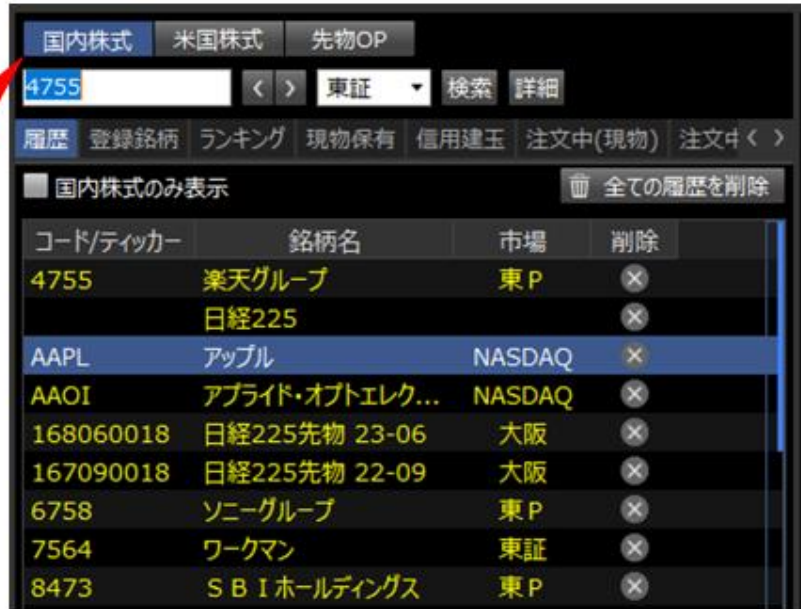 国内株式 米国株式 先物OP
4755 < > 東証 検索 詳細
履歴 登録銘柄 ランキング 現物保有 信用建玉 注文中(現物) 注文中 < >
国内株式のみ表示 全ての履歴を削除
コード/ティッカー 銘柄名 市場 削除
4755 楽天グループ 東P
日経225
AAPL アップル NASDAQ
AAOI アプライド・オプトエレク... NASDAQ
168060018 日経225先物 23-06 大阪
167090018 日経225先物 22-09 大阪
6758 ソニーグループ 東P
7564 ワークマン 東証
8473 ＳＢＩホールディングス 東P